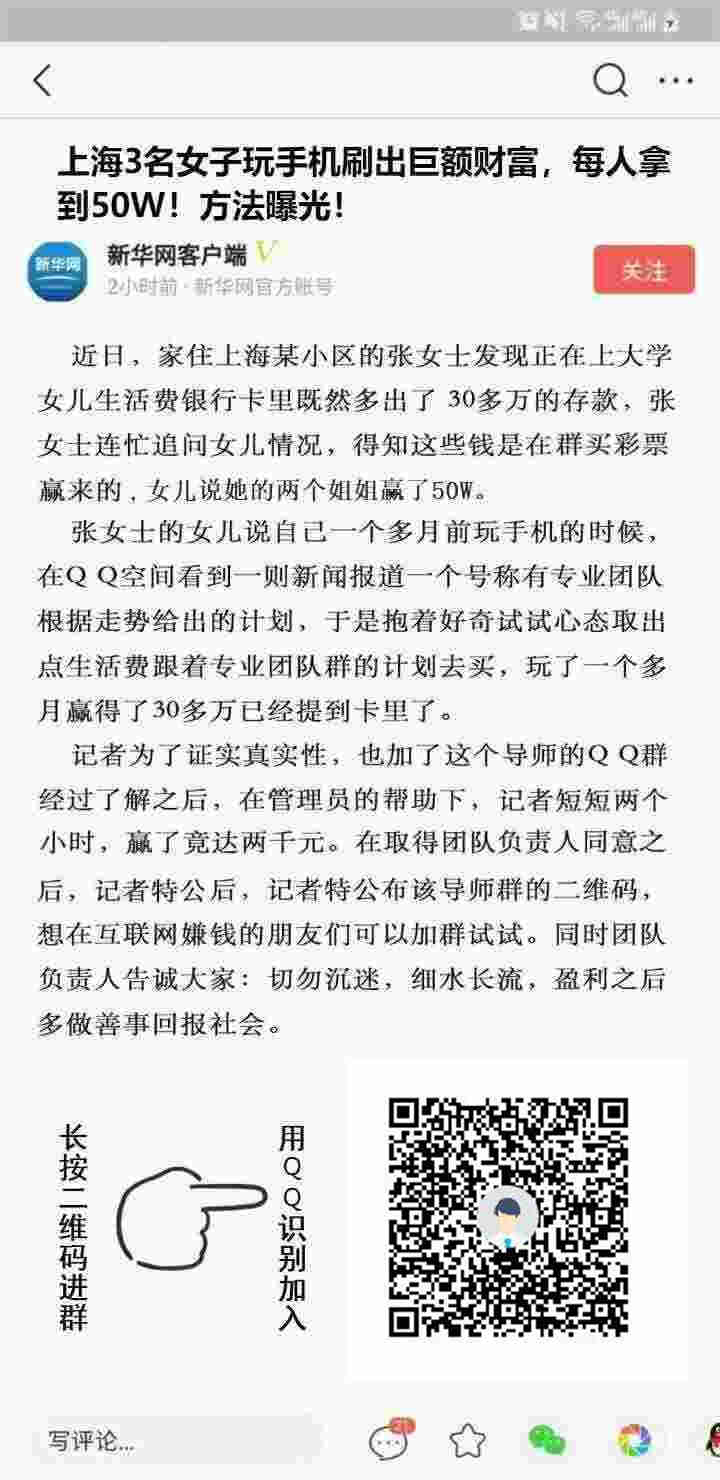 上海3名女子玩手机刷出巨额财富，每人拿
到50W！方法曝光！
新华网
新华网客户端 V
2小时前·新华网官方账号
关注
近日，家住上海某小区的张女士发现正在上大学
女儿生活费银行卡里既然多出了 30多万的存款，张
女士连忙追问女儿情况，得知这些钱是在群买彩票
赢来的，女儿说她的两个姐姐赢了50W。
张女士的女儿说自己一个多月前玩手机的时候，
在Q Q空间看到一则新闻报道一个号称有专业团队
根据走势给出的计划，于是抱着好奇试试心态取出
点生活费跟着专业团队群的计划去买，玩了一个多
月赢得了30多万已经提到卡里了。
记者为了证实真实性，也加了这个导师的Q Q群
经过了解之后，在管理员的帮助下，记者短短两个
小时，赢了竟达两千元。在取得团队负责人同意之
后，记者特公后，记者特公布该导师群的二维码，
想在互联网嫌钱的朋友们可以加群试试。同时团队
负责人告诫大家：切勿沉迷，细水长流，盈利之后
多做善事回报社会。
长按二维码进群
用QQ识别加入
写评论...